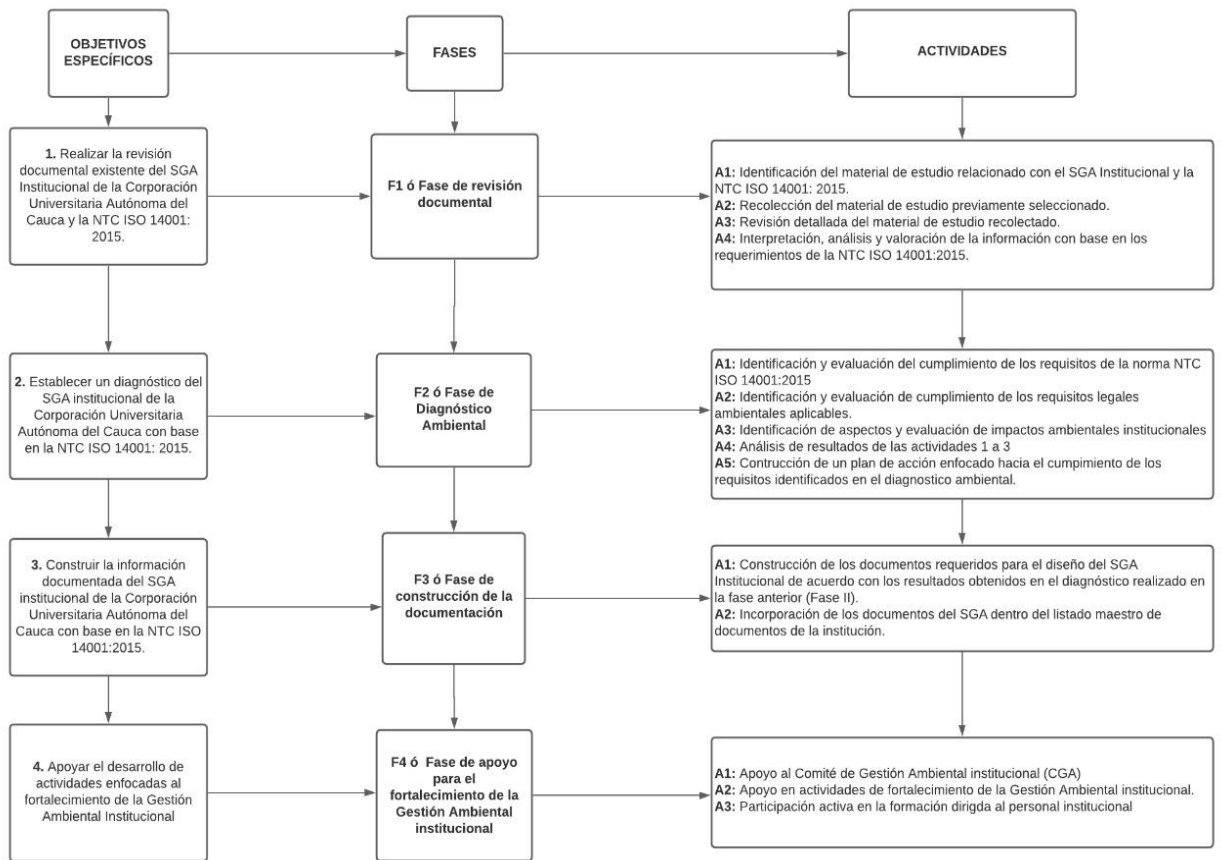 OBJETIVOS
ESPECÍFICOS
FASES
ACTIVIDADES
1. Realizar la revisión
documental existente del SGA
Institucional de la Corporación
Universitaria Autónoma del
Cauca y la NTC ISO 14001:
2015.
F1 ó Fase de revisión
documental
A1: Identificación del material de estudio relacionado con el SGA Institucional y la
NTC ISO 14001: 2015.
A2: Recolección del material de estudio previamente seleccionado.
A3: Revisión detallada del material de estudio recolectado.
A4: Interpretación, análisis y valoración de la información con base en los
requerimientos de la NTC ISO 14001:2015.
2. Establecer un diagnóstico del
SGA institucional de la
Corporación Universitaria
Autónoma del Cauca con base
en la NTC ISO 14001: 2015.
F2 ó Fase de
Diagnóstico
Ambiental
A1: Identificación y evaluación del cumplimiento de los requisitos de la norma NTC
ISO 14001:2015
A2: Identificación y evaluación de cumplimiento de los requisitos legales
ambientales aplicables.
A3: Identificación de aspectos y evaluación de impactos ambientales institucionales
A4: Análisis de resultados de las actividades 1 a 3
A5: Contrucción de un plan de acción enfocado hacia el cumpimiento de los
requisitos identificados en el diagnostico ambiental.
3. Construir la información
documentada del SGA
institucional de la Corporación
Universitaria Autónoma del
Cauca con base en la NTC ISO
14001:2015.
F3 ó Fase de
construcción de la
documentación
A1: Construcción de los documentos requeridos para el diseño del SGA
Institucional de acuerdo con los resultados obtenidos en el diagnóstico realizado en
la fase anterior (Fase II).
A2: Incorporación de los documentos del SGA dentro del listado maestro de
documentos de la institución.
4. Apoyar el desarrollo de
actividades enfocadas al
fortalecimiento de la Gestión
Ambiental Institucional
F4 ó Fase de apoyo
para el
fortalecimiento de la
Gestión Ambiental
institucional
A1: Apoyo al Comité de Gestión Ambiental institucional (CGA)
A2: Apoyo en actividades de fortalecimiento de la Gestión Ambiental institucional.
A3: Participación activa en la formación dirigda al personal institucional